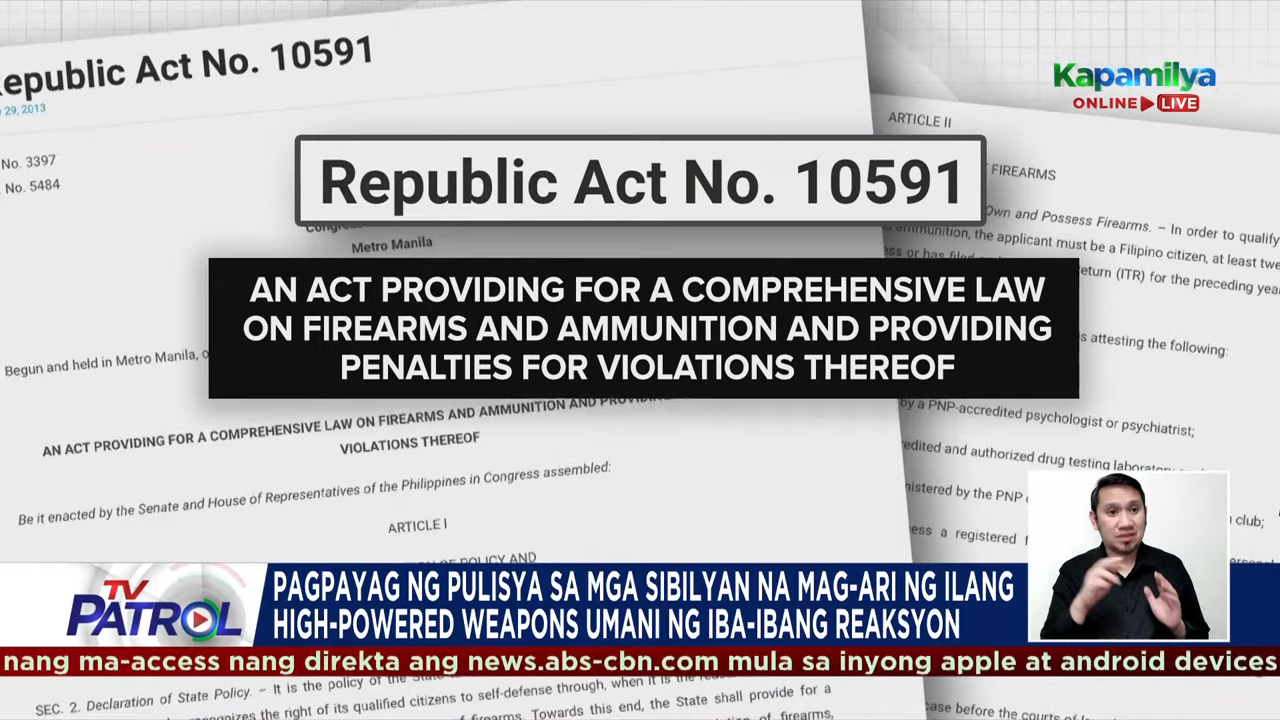 Republic Act No. 10591
29, 2013
No. 3397
No. 5484
Kapamilya
ONLINE LIVE
ARTICLE II
FIREARMS
Republic Act No. 10591
Own and Possess Firearms. – In order to qualify
ammunition, the applicant must be a Filipino citizen, at least
or has filed
Return (ITR) for the preceding
Metro Manila
AN ACT PROVIDING FOR A COMPREHENSIVE LAW
ON FIREARMS AND AMMUNITION AND PROVIDING
PENALTIES FOR VIOLATIONS THEREOF
attesting the following:
Begun and held in Metro Manila,
by a PNP-accredited psychologist or psychiatrist;
AN ACT PROVIDING FOR A COMPREHENSIVE LAW ON FIREARMS AND AMMUNITION AND
VIOLATIONS THEREOF
and authorized drug testing laboratory
by the PNP
club;
a registered
Be it enacted by the Senate and House of Representatives of the Philippines in Congress assembled:
ARTICLE I
OF POLICY AND
TV PATROL
PAGPAYAG NG PULISYA SA MGA SIBILYAN NA MAG-ARI NG ILANG
HIGH-POWERED WEAPONS UMANI NG IBA-IBANG REAKSYON
nang ma-access nang direkta ang news.abs-cbn.com mula sa inyong apple at android devices
SEC. 2. Declaration of State Policy. – It is the policy of the
the right of its qualified citizens to self-defense through, when it is the
firearms. Towards this end, the State shall provide for a
of firearms,
case before the courts of